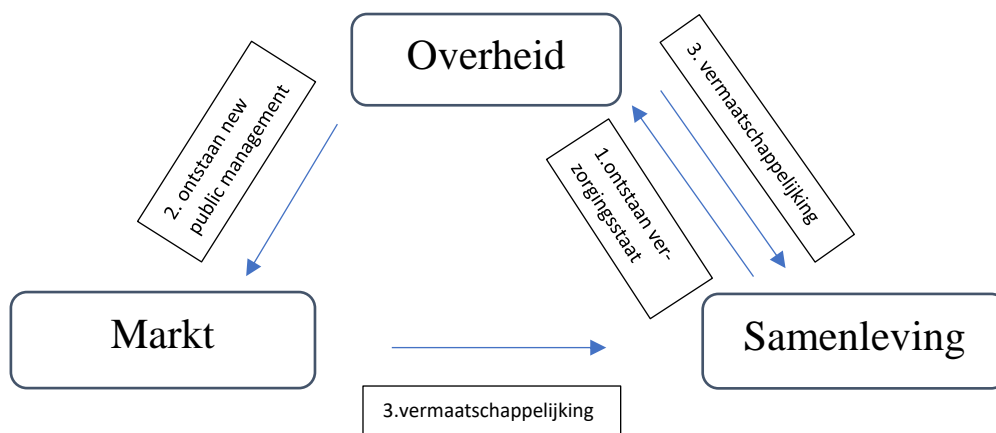 Overheid
2. ontstaan new
public management
3. vermaatschappelijking
1.ontstaan ver-
zorgingsstaat
Markt
Samenleving
3.vermaatschappelijking